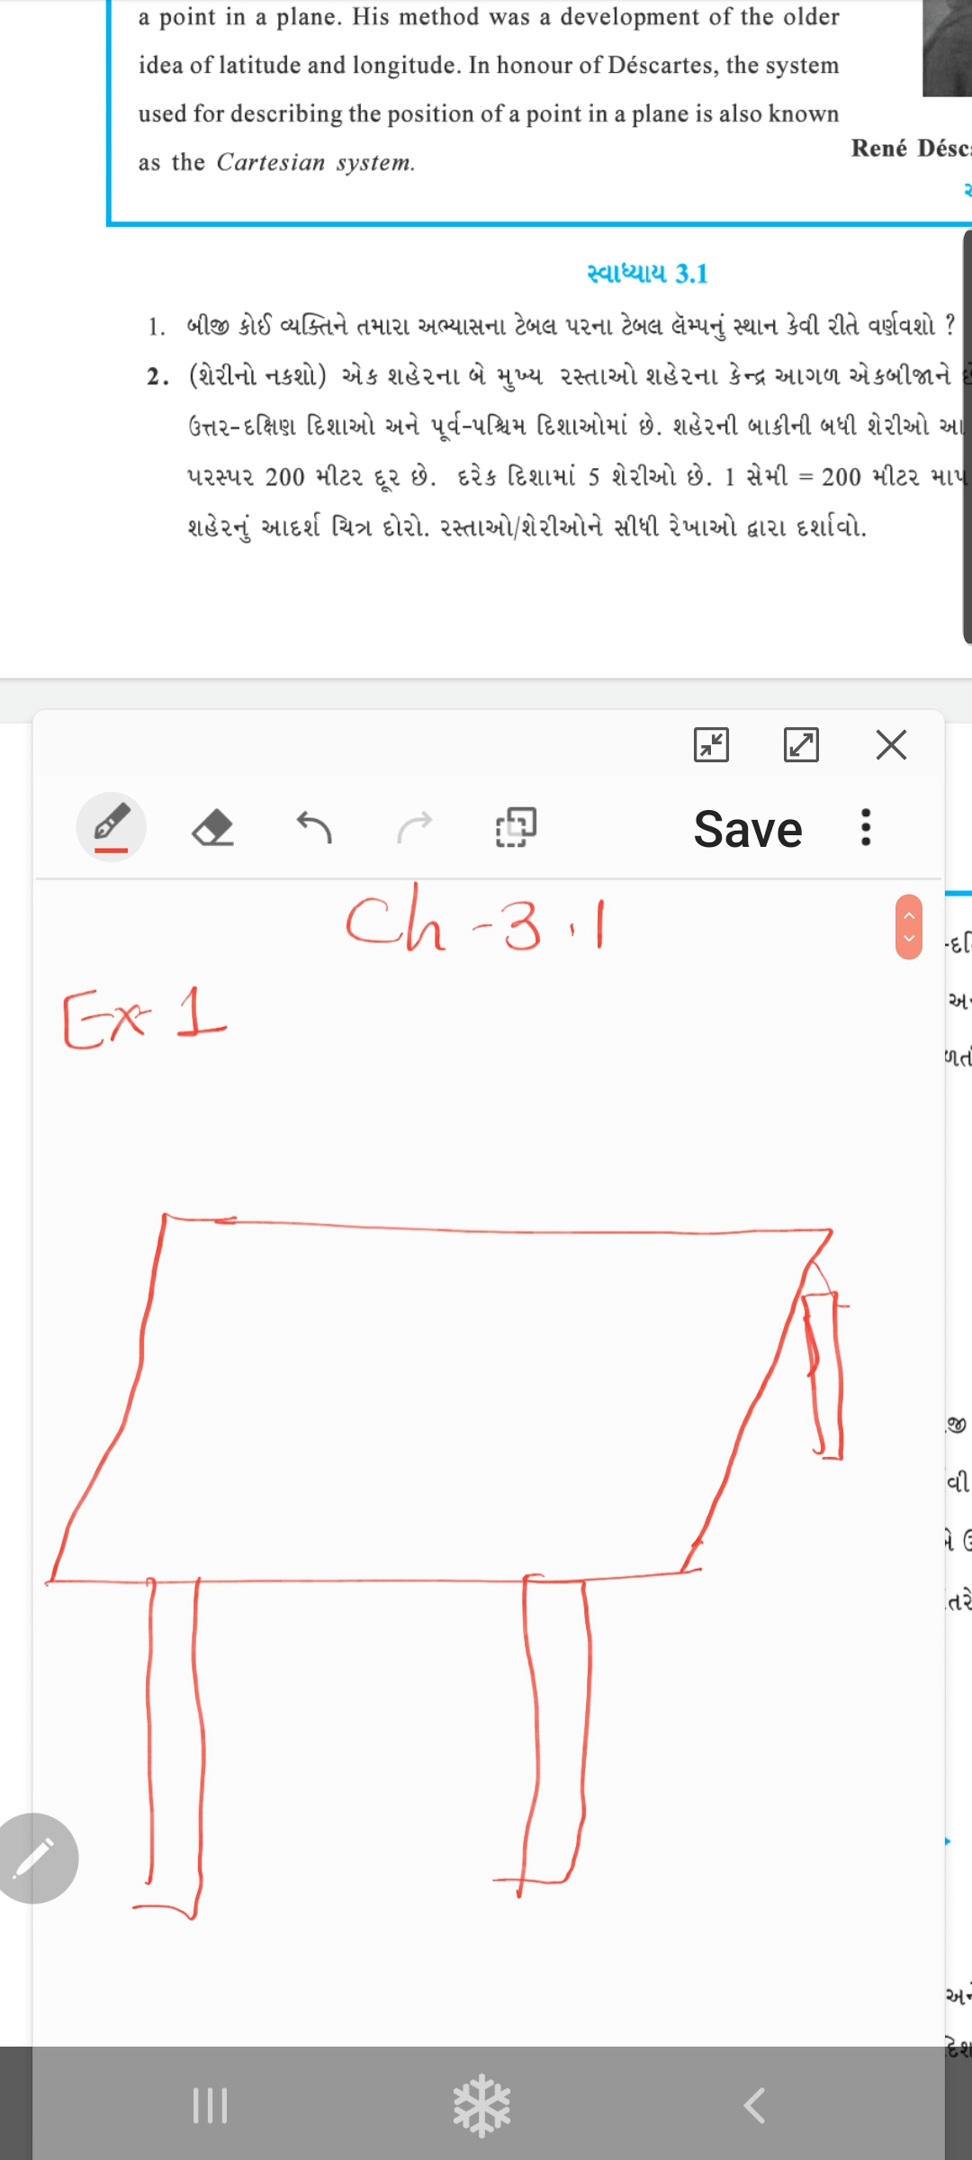 a point in a plane. His method was a development of the older
idea of latitude and longitude. In honour of Déscartes, the system
used for describing the position of a point in a plane is also known
as the Cartesian system.
René Désc
સ્વાધ્યાય 3.1
1. બીજી કોઈ વ્યક્તિને તમારા અભ્યાસના ટેબલ પરના ટેબલ લૅમ્પનું સ્થાન કેવી રીતે વર્ણવશો ?
2. (શેરીનો નકશો) એક શહેરના બે મુખ્ય રસ્તાઓ શહેરના કેન્દ્ર આગળ એકબીજાને
ઉત્તર-દક્ષિણ દિશાઓ અને પૂર્વ-પશ્ચિમ દિશાઓમાં છે. શહેરની બાકીની બધી શેરીઓ આ
પરસ્પર 200 મીટર દૂર છે. દરેક દિશામાં 5 શેરીઓ છે. 1 સેમી = 200 મીટર માપ
શહેરનું આદર્શ ચિત્ર દોરો. રસ્તાઓ/શેરીઓને સીધી રેખાઓ દ્વારા દર્શાવો.
Save
Ch - 3.1
Ex 1